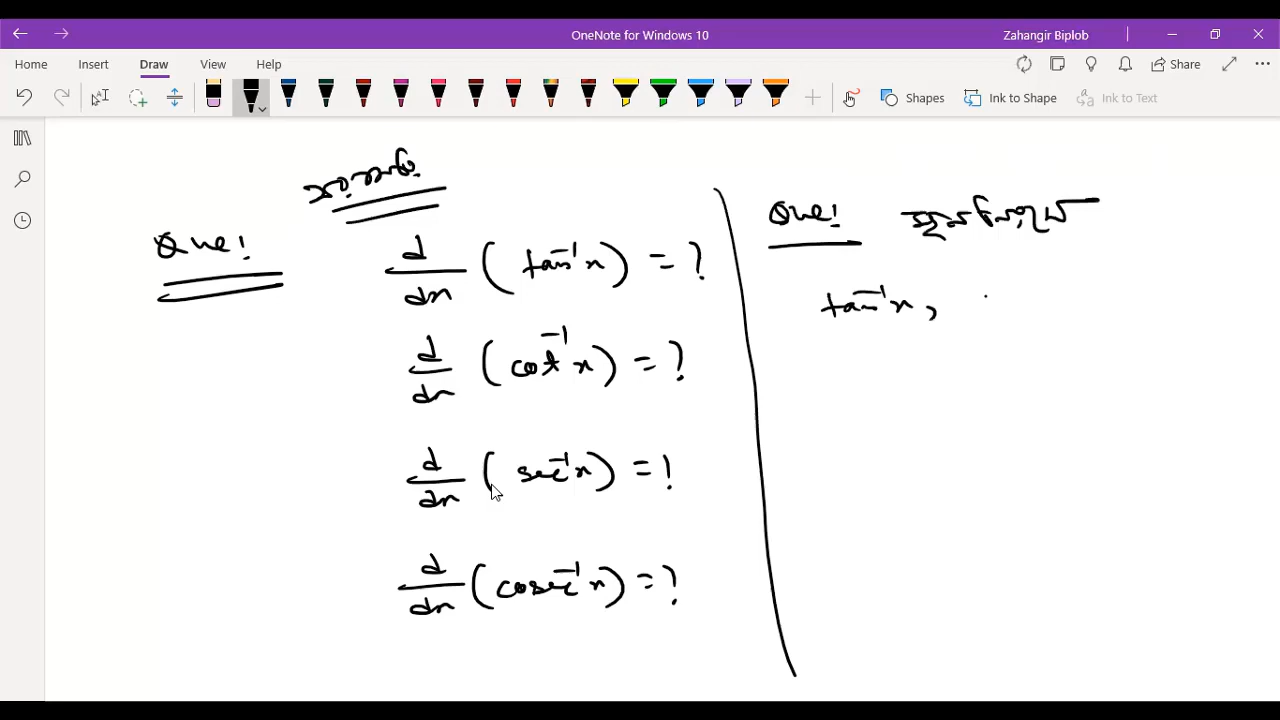 OneNote for Windows 10
Zahangir Biplob
Home Insert Draw View Help
Share
Shapes Ink to Shape Ink to Text
Que!
d/dx (tan⁻¹x) = ?
d/dx (cot⁻¹x) = ?
d/dx (sec⁻¹x) = !
d/dx (cosec⁻¹x) = ?
Que!
tan⁻¹x,